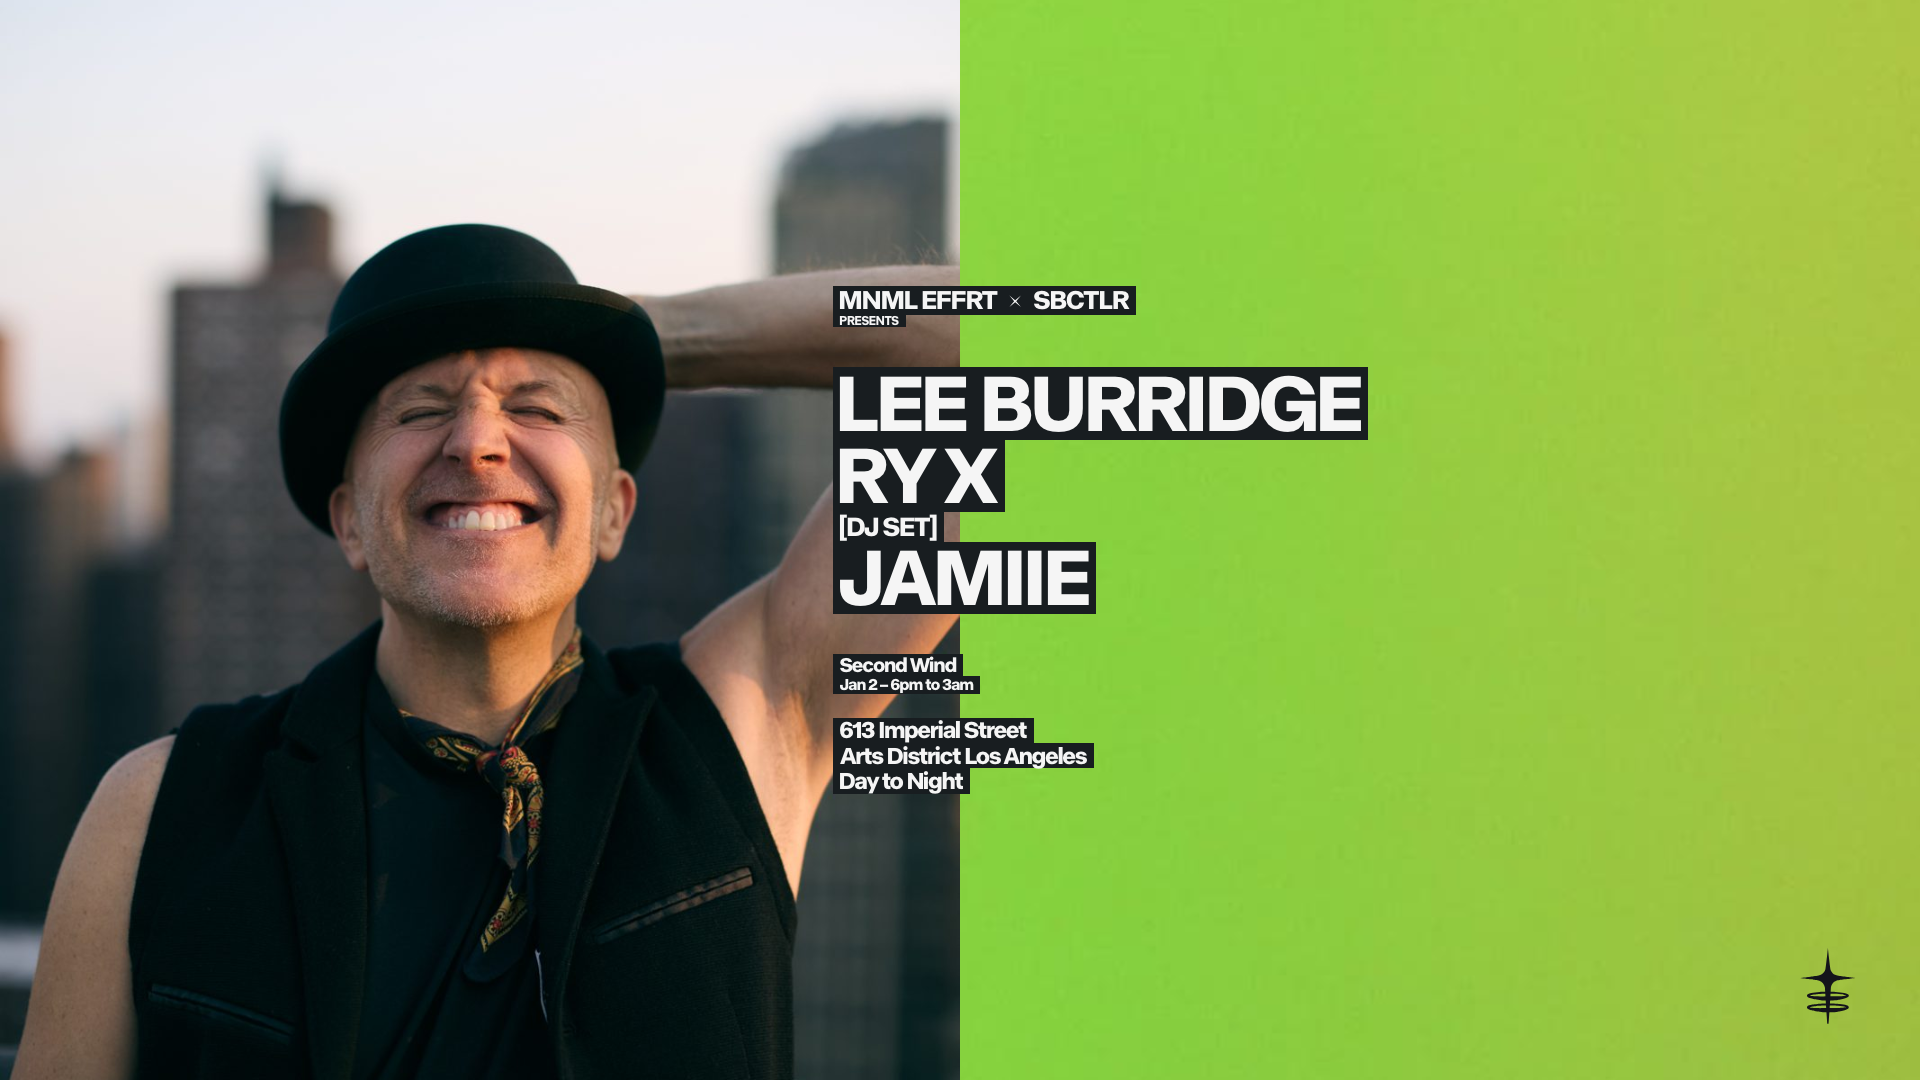 MNML EFFRT × SBCTLR
PRESENTS
LEE BURRIDGE
RY X
[DJ SET]
JAMIIE
Second Wind
Jan 2 – 6pm to 3am
613 Imperial Street
Arts District Los Angeles
Day to Night